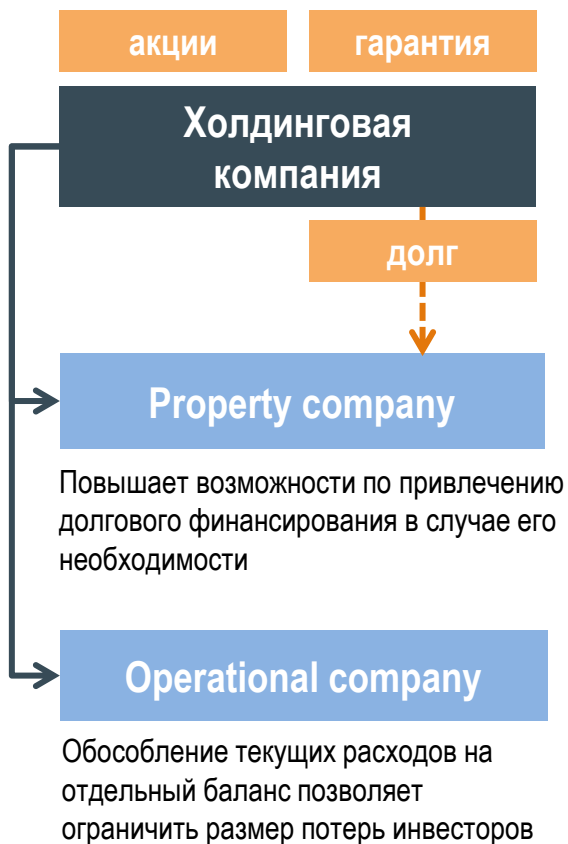 акции
гарантия
Холдинговая
компания
долг
Property company
Повышает возможности по привлечению
долгового финансирования в случае его
необходимости
Operational company
Обособление текущих расходов на
отдельный баланс позволяет
ограничить размер потерь инвесторов